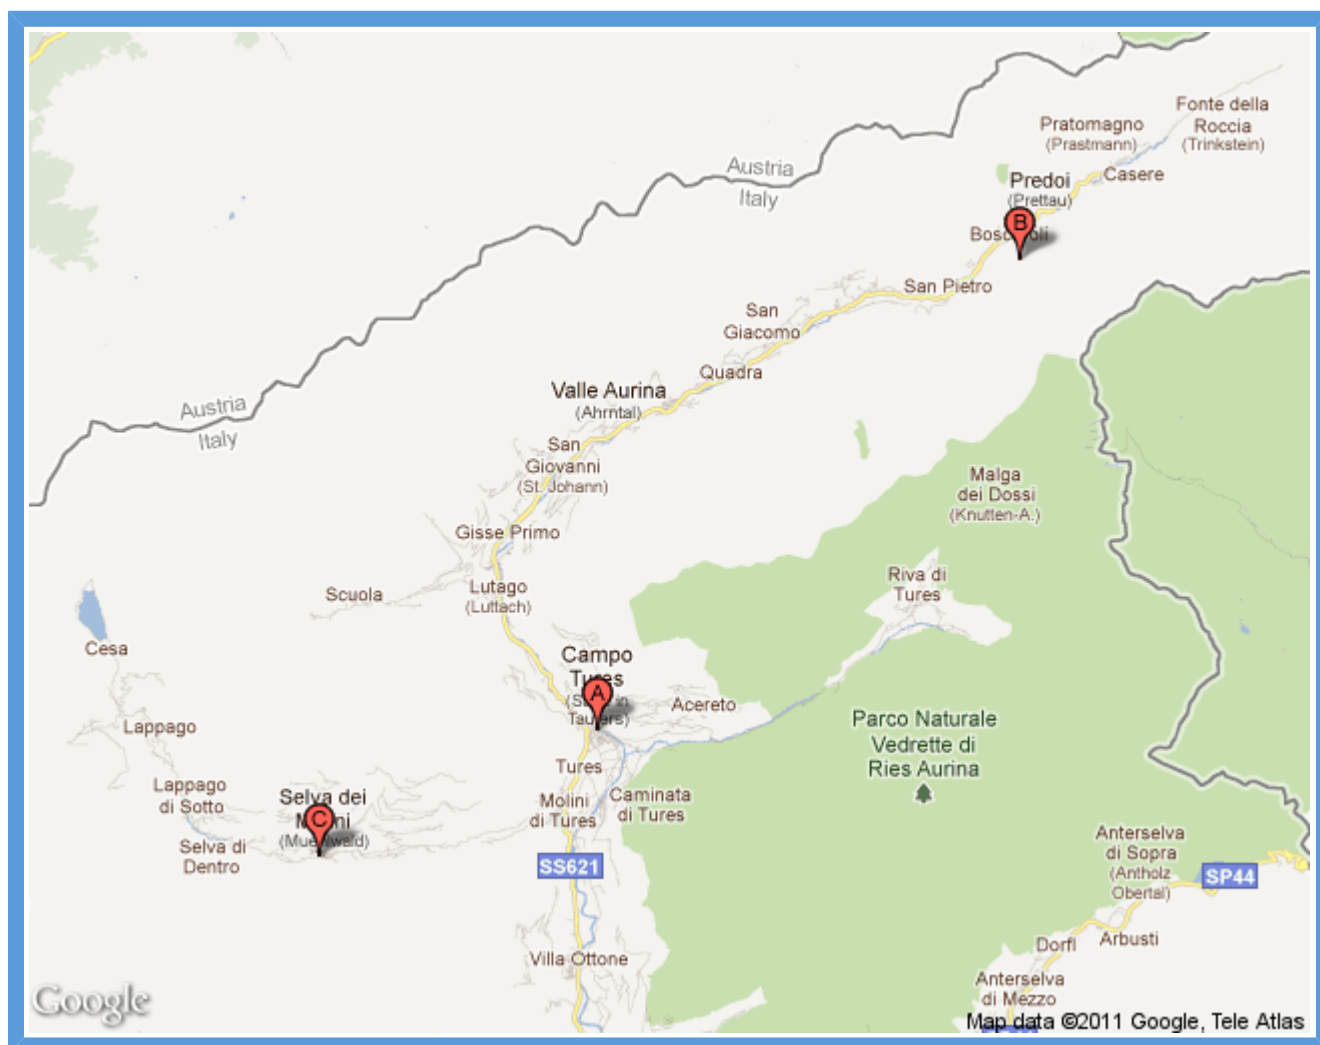 Fonte della
Roccia
(Trinkstein)
Pratomagno
(Prastmann)
Austria
Italy
Predoi
(Prettau)
Casere
B
San Pietro
San
Giacomo
Quadra
Valle Aurina
(Ahrntal)
Austria
Italy
San
Giovanni
(St. Johann)
Malga
dei Dossi
(Knutten-A.)
Gisse Primo
Riva di
Tures
Scuola
Lutago
(Luttach)
Cesa
Campo
Tures
A
in
Taufers)
Acereto
Lappago
Parco Naturale
Vedrette di
Ries Aurina
Tures
Lappago
di Sotto
Selva dei
C
Molini
di Tures
Caminata
di Tures
Selva di
Dentro
SS621
Anterselva
di Sopra
(Antholz
Obertal)
SP44
Villa Ottone
Dorfl
Arbusti
Anterselva
di Mezzo
Google
Map data ©2011 Google, Tele Atlas